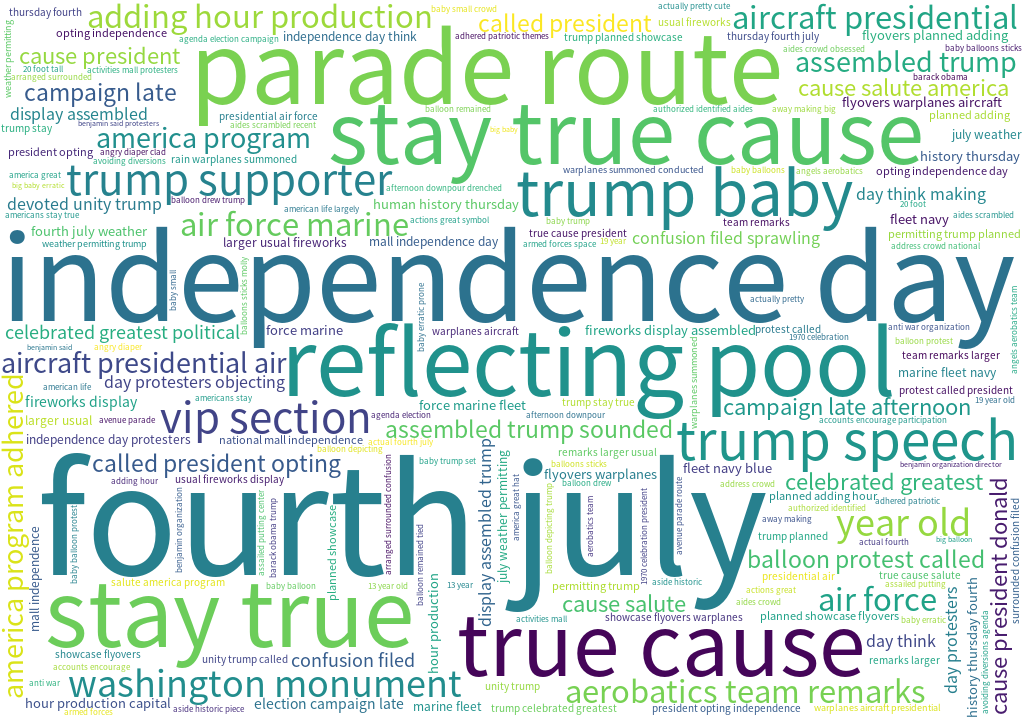 thursday fourth
adding hour production
baby small crowd
called president
actually pretty cute
usual fireworks
aircraft presidential
opting independence
agenda election campaign
independence day think
adhered patriotic themes
trump planned showcase
thursday fourth july
flyovers planned adding
weather permitting
cause president
parade route
aides crowd obsessed
baby balloons sticks
20 foot tall
activities mall protesters
assembled trump
arranged surrounded
barack obama
campaign late
cause salute america
balloon remained
authorized identified aides
away making big
flyovers warplanes aircraft
display assembled
presidential air force
stay true cause
planned adding
benjamin said protesters
aides scrambled recent
trump stay
america program
big baby
july weather
angry diaper clad
president opting
avoiding diversions
rain warplanes summoned
history thursday
america great
trump supporter
warplanes summoned conducted
baby balloons
angels aerobatics
opting independence day
big baby erratic
afternoon downpour drenched
trump baby
day think making
devoted unity trump
balloon drew trump
human history thursday
20 foot
americans stay true
american life largely
actions great symbol
baby trump
team remarks
fleet navy
aides scrambled
air force marine
true cause president
permitting trump planned
fourth july weather
larger usual fireworks
mall independence day
armed forces space
19 year
confusion filed sprawling
address crowd national
weather permitting trump
independence day
baby small
balloons sticks molly
baby erratic prone
actually pretty
angels aerobatics team
celebrated greatest political
force marine
warplanes aircraft
fireworks display assembled
protest called
anti war organization
1970 celebration
balloon protest
benjamin said
angry diaper
reflecting pool
warplanes summoned
team remarks larger
aircraft presidential air
marine fleet navy
day protesters objecting
american life
americans stay
protest called president
fireworks display
trump stay true
19 year old
vip section
force marine fleet
campaign late afternoon
larger usual
avenue parade
agenda election
afternoon downpour
accounts encourage participation
assembled trump sounded
trump speech
independence day protesters
national mall independence
actual fourth july
balloon depicting
remarks larger usual
america program adhered
called president opting
baby trump set
balloons sticks
fleet navy blue
benjamin organization director
fourth july
flyovers warplanes
adding hour
usual fireworks display
balloon drew
address crowd
celebrated greatest
planned adding hour
adhered patriotic
authorized identified
mall independence
baby balloon protest
benjamin organization
assailed putting center
barack obama trump
planned showcase
arranged surrounded confusion
balloon remained tied
display assembled trump
july weather permitting
america great hat
balloon depicting trump
aerobatics team
1970 celebration president
avenue parade route
away making
year old
trump planned
actual fourth
big balloon
cause president donald
surrounded confusion filed
balloon protest called
aside historic
presidential air
true cause salute
salute america program
baby balloon
13 year old
13 year
permitting trump
actions great
assailed putting
stay true
hour production
cause salute
aides crowd
air force
activities mall
showcase flyovers warplanes
planned showcase flyovers
baby erratic
true cause
day think
day protesters
history thursday fourth
avoiding diversions agenda
showcase flyovers
accounts encourage
unity trump called
confusion filed
remarks larger
anti war
washington monument
unity trump
aerobatics team remarks
hour production capital
armed forces
aside historic piece
election campaign late
marine fleet
trump celebrated greatest
president opting independence
warplanes aircraft presidential